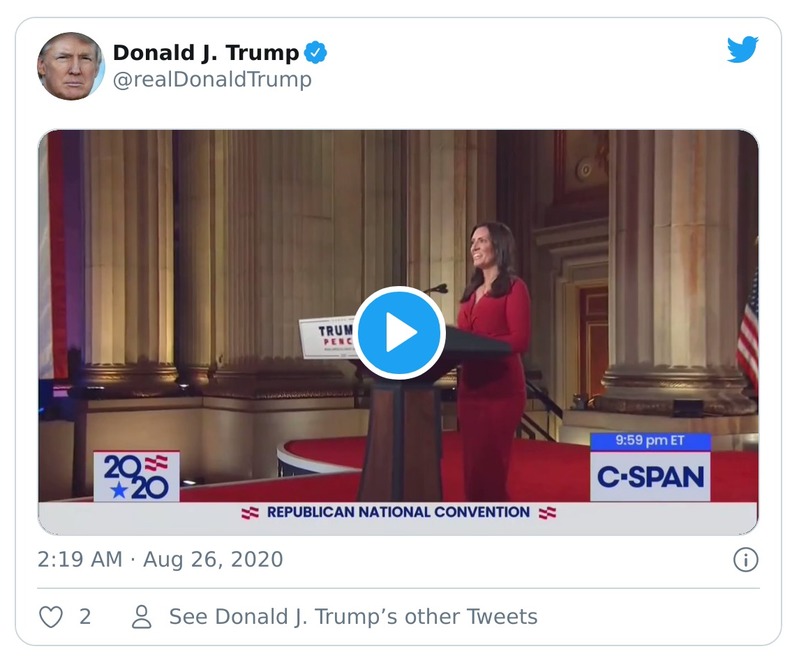 Donald J. Trump
@realDonaldTrump
TRUM
PENC
9:59 pm ET
2020
C-SPAN
REPUBLICAN NATIONAL CONVENTION
2:19 AM · Aug 26, 2020
2
See Donald J. Trump’s other Tweets